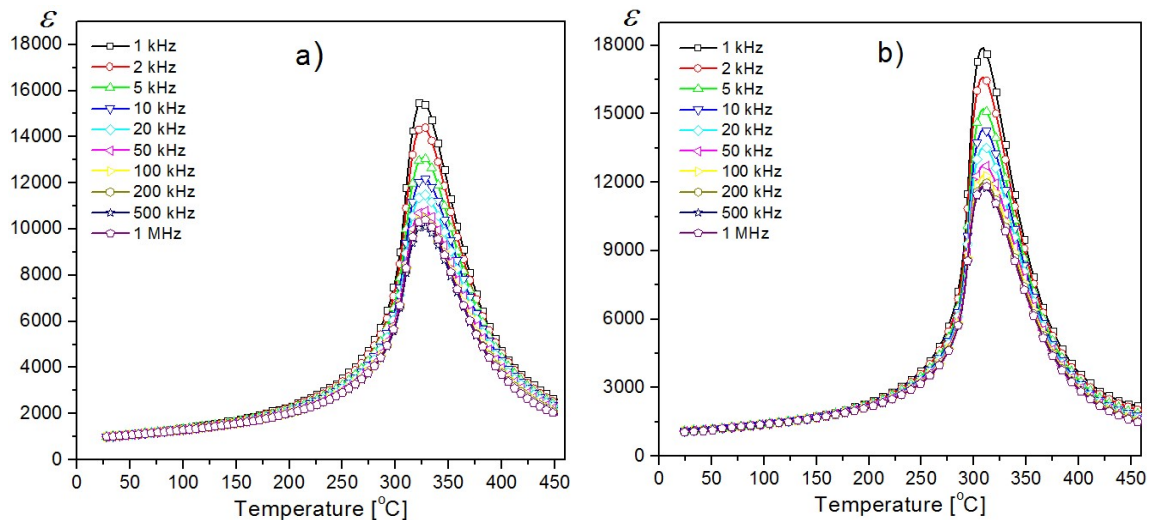 ε
a)
18000
16000
14000
12000
10000
8000
6000
4000
2000
0
1 kHz
2 kHz
5 kHz
10 kHz
20 kHz
50 kHz
100 kHz
200 kHz
500 kHz
1 MHz
0 50 100 150 200 250 300 350 400 450
Temperature [°C]
ε
b)
18000
15000
12000
9000
6000
3000
0
1 kHz
2 kHz
5 kHz
10 kHz
20 kHz
50 kHz
100 kHz
200 kHz
500 kHz
1 MHz
0 50 100 150 200 250 300 350 400 450
Temperature [°C]